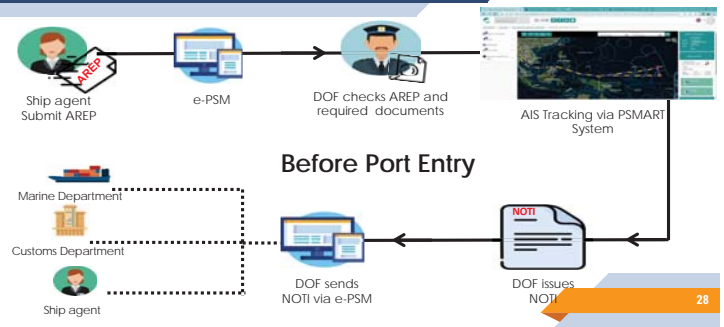 AREP
Ship agent
Submit AREP
e-PSM
DOF checks AREP and
required documents
AIS Tracking via PSMART
System
Before Port Entry
Marine Department
Customs Department
Ship agent
DOF sends
NOTI via e-PSM
NOTI
DOF issues
NOTI
28